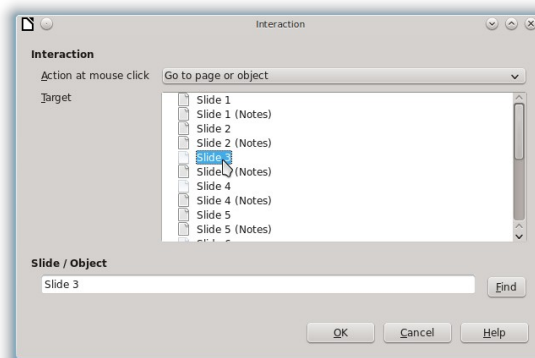 Interaction
Interaction
Action at mouse click Go to page or object
Target
Slide 1
Slide 1 (Notes)
Slide 2
Slide 2 (Notes)
Slide 3
Slide (Notes)
Slide 4
Slide 4 (Notes)
Slide 5
Slide 5 (Notes)
Slide / Object
Slide 3
Find
OK Cancel Help